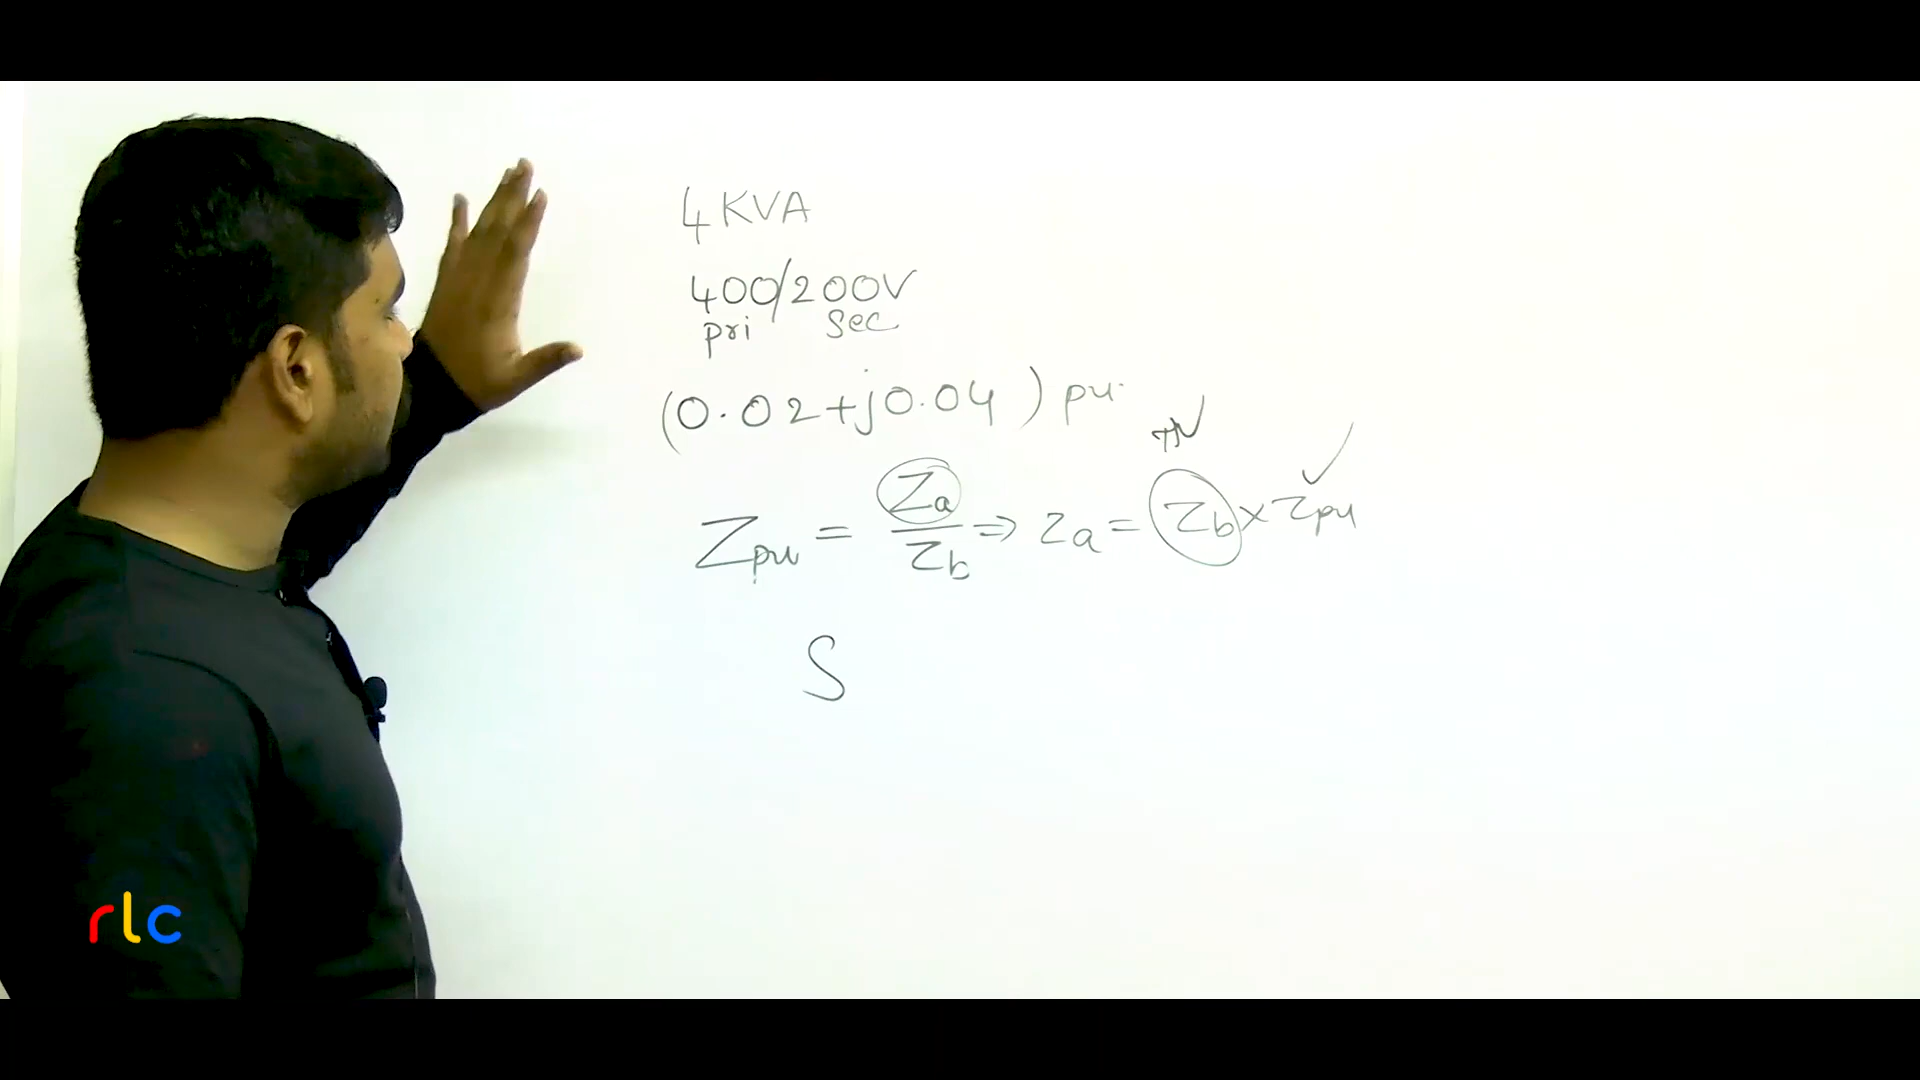 4 KVA
400/200V
pri sec
(0.02+j0.04) pu
Zpu = Za/Zb ⇒ Za = Zb × Zpu
S
rlc